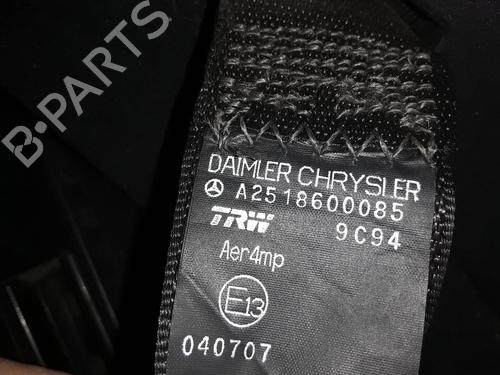 B-PARTS
DAIMLER CHRYSLER
A2518600085
TRW 9C94
Aer4mp
E13
040707